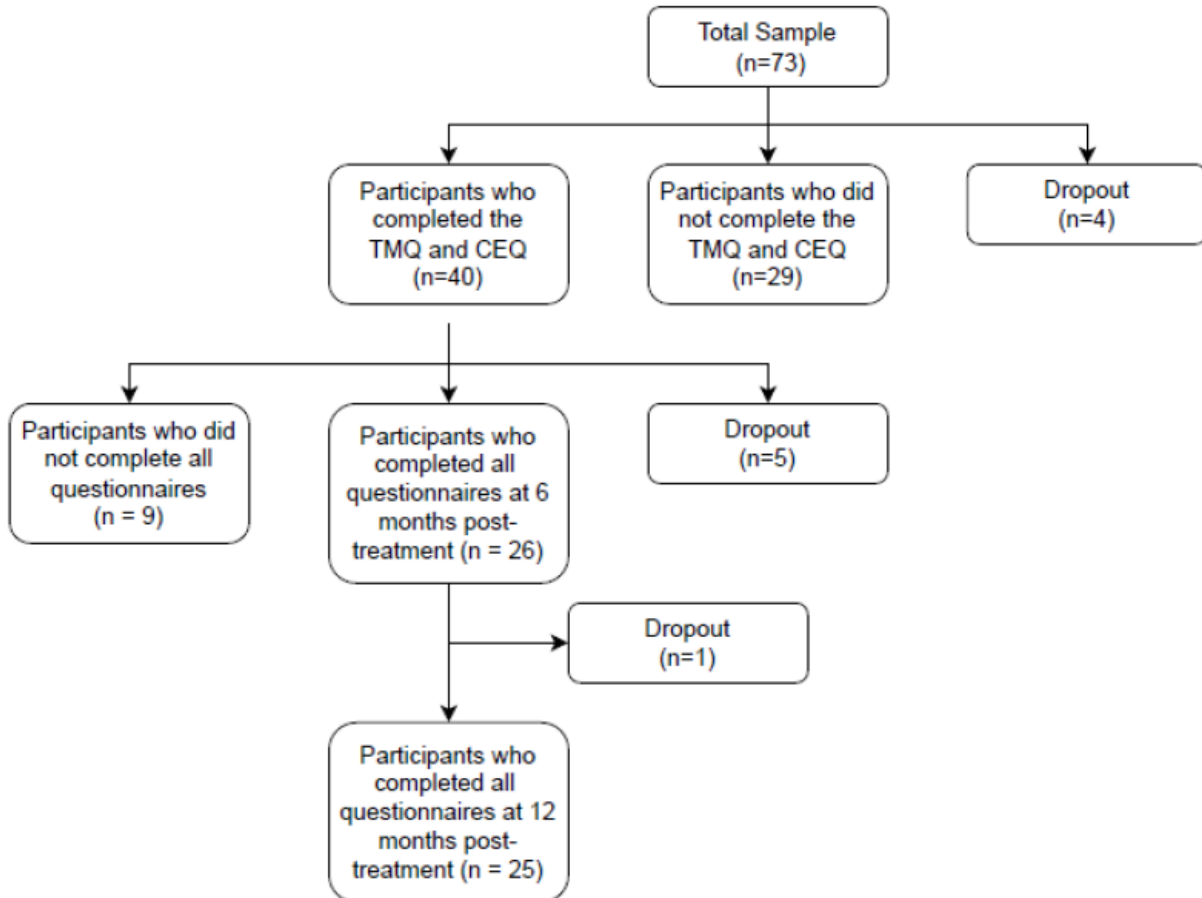 Total Sample
(n=73)
Participants who
completed the
TMQ and CEQ
(n=40)
Participants who did
not complete the
TMQ and CEQ
(n=29)
Dropout
(n=4)
Participants who did
not complete all
questionnaires
(n = 9)
Participants who
completed all
questionnaires at 6
months post-
treatment (n = 26)
Dropout
(n=5)
Dropout
(n=1)
Participants who
completed all
questionnaires at 12
months post-
treatment (n = 25)